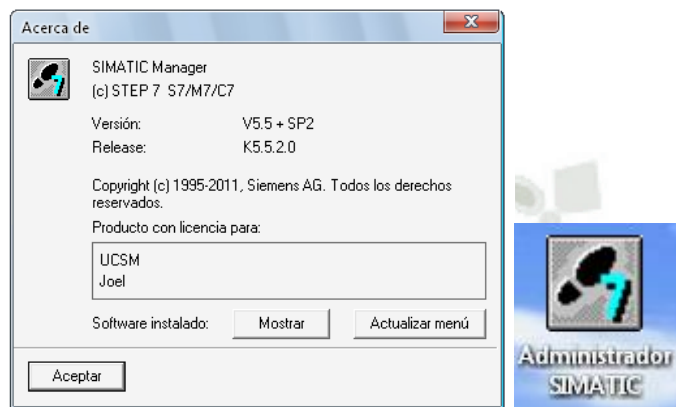 Acerca de
SIMATIC Manager
(c) STEP 7 S7/M7/C7
Versión: V5.5 + SP2
Release: K5.5.2.0
Copyright (c) 1995-2011, Siemens AG. Todos los derechos
reservados.
Producto con licencia para:
UCSM
Joel
Software instalado: Mostrar Actualizar menú
Aceptar
7
7
Administrador
SIMATIC